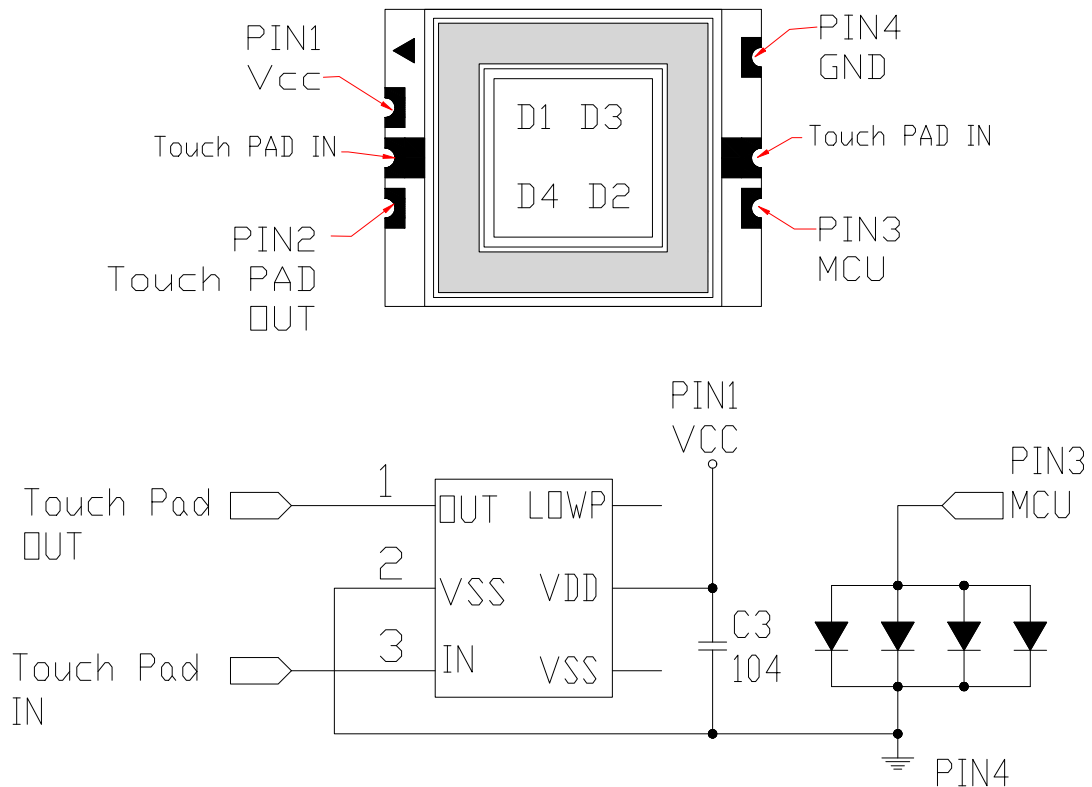 PIN1
Vcc
PIN4
GND
Touch PAD IN
Touch PAD IN
D1 D3
D4 D2
PIN2
Touch PAD
OUT
PIN3
MCU
PIN1
VCC
PIN3
MCU
Touch Pad
OUT
1
OUT
LOWP
2
VSS
VDD
C3
104
Touch Pad
IN
3
IN
VSS
PIN4